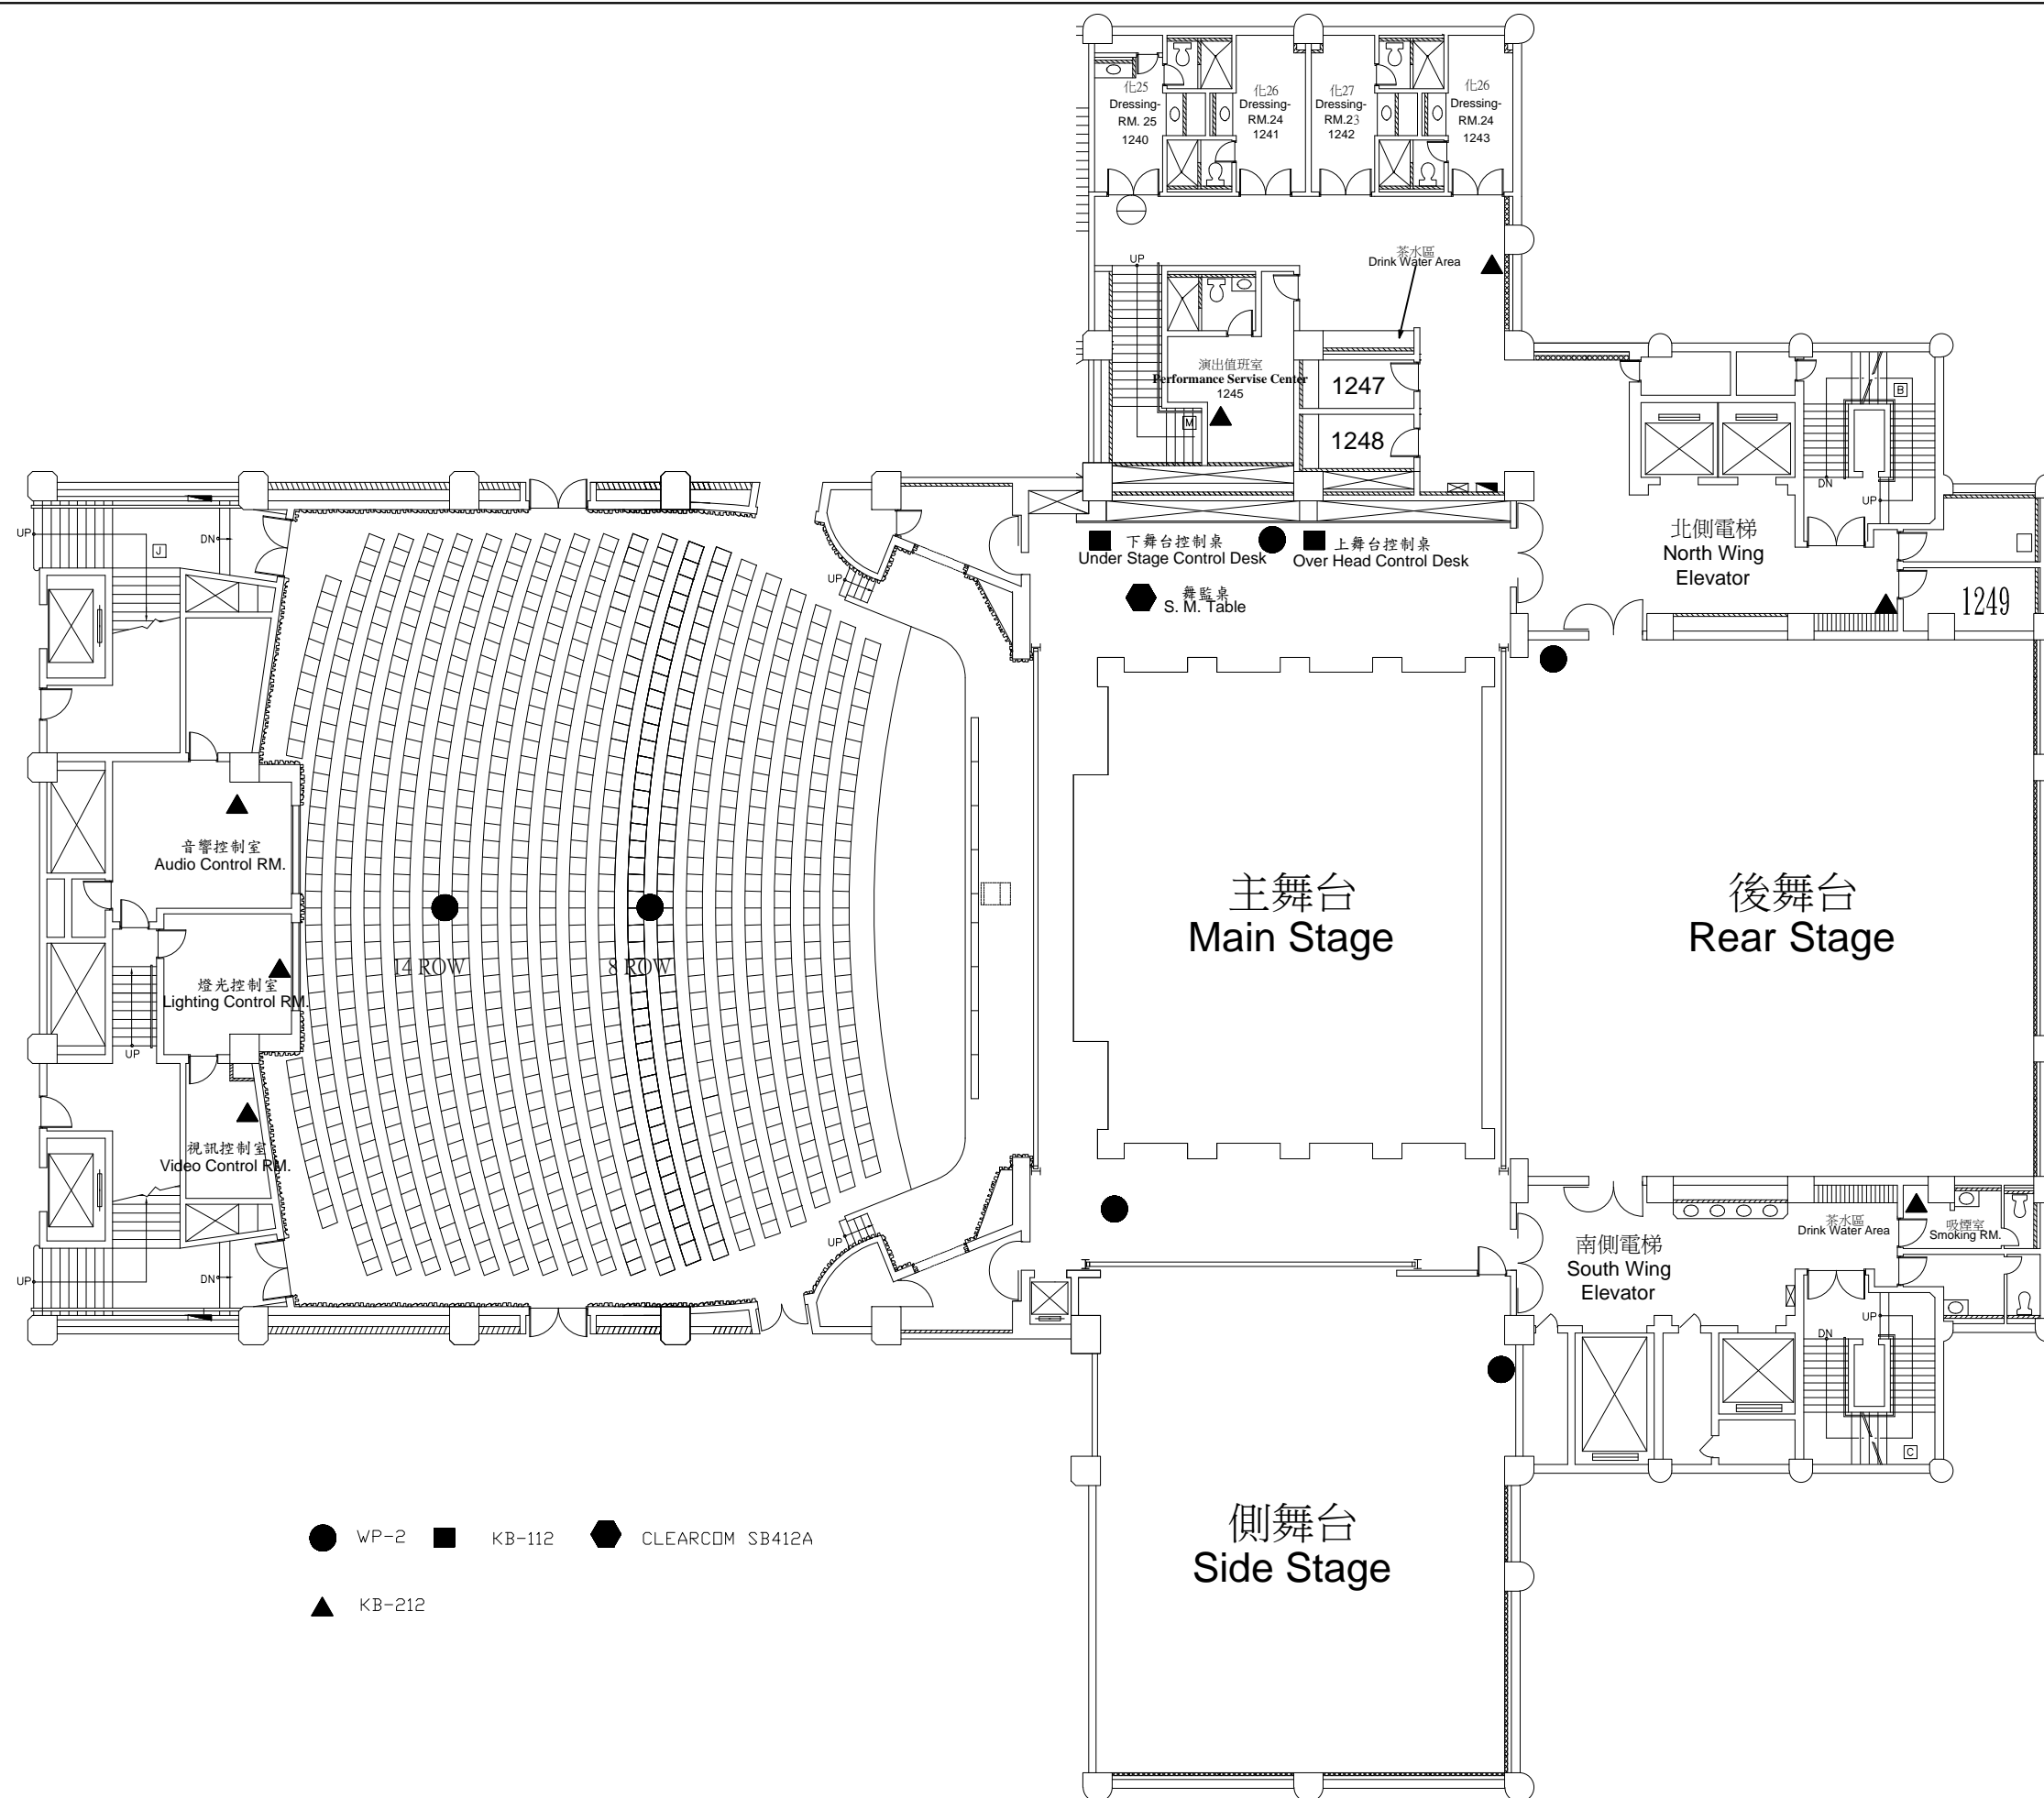 化25
Dressing-
RM. 25
1240
化26
Dressing-
RM.24
1241
化27
Dressing-
RM.23
1242
化26
Dressing-
RM.24
1243
茶水區
Drink Water Area
UP
演出值班室
Performance Servise Center
1245
M
1247
1248
B
DN
UP
北側電梯
North Wing
Elevator
1249
下舞台控制桌
Under Stage Control Desk
上舞台控制桌
Over Head Control Desk
舞監桌
S. M. Table
UP
J
DN
UP
音響控制室
Audio Control RM.
燈光控制室
Lighting Control RM.
UP
視訊控制室
Video Control RM.
14 ROW
8 ROW
主舞台
Main Stage
後舞台
Rear Stage
UP
DN
UP
南側電梯
South Wing
Elevator
茶水區
Drink Water Area
吸煙室
Smoking RM.
DN
UP
C
側舞台
Side Stage
WP-2
KB-112
CLEARCOM SB412A
KB-212